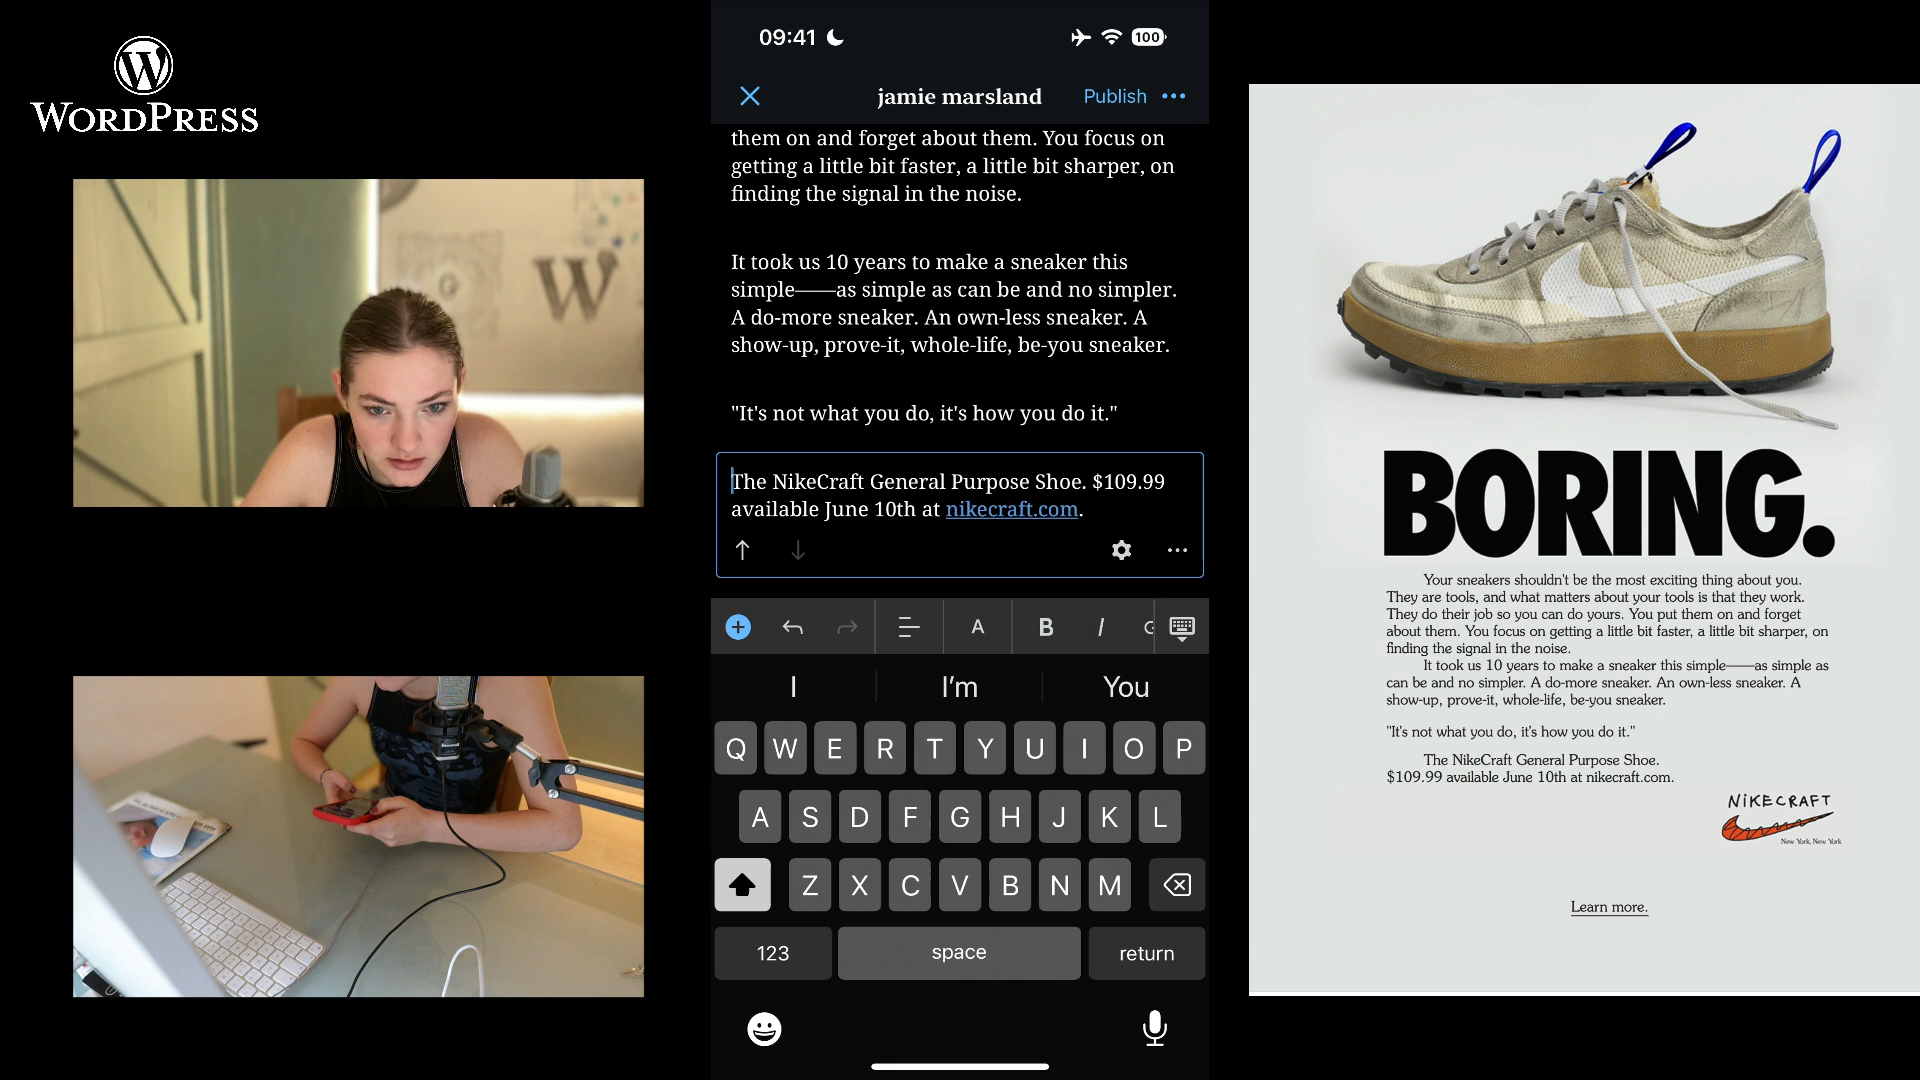 WORDPRESS
09:41
100
jamie marsland
Publish
them on and forget about them. You focus on
getting a little bit faster, a little bit sharper, on
finding the signal in the noise.
It took us 10 years to make a sneaker this
simple——as simple as can be and no simpler.
A do-more sneaker. An own-less sneaker. A
show-up, prove-it, whole-life, be-you sneaker.
"It's not what you do, it's how you do it."
The NikeCraft General Purpose Shoe. $109.99
available June 10th at nikecraft.com.
A B I
I I'm You
Q W E R T Y U I O P
A S D F G H J K L
Z X C V B N M
123 space return
BORING.
Your sneakers shouldn't be the most exciting thing about you.
They are tools, and what matters about your tools is that they work.
They do their job so you can do yours. You put them on and forget
about them. You focus on getting a little bit faster, a little bit sharper, on
finding the signal in the noise.
It took us 10 years to make a sneaker this simple——as simple as
can be and no simpler. A do-more sneaker. An own-less sneaker. A
show-up, prove-it, whole-life, be-you sneaker.
"It's not what you do, it's how you do it."
The NikeCraft General Purpose Shoe.
$109.99 available June 10th at nikecraft.com.
NIKECRAFT
New York, New York
Learn more.
W